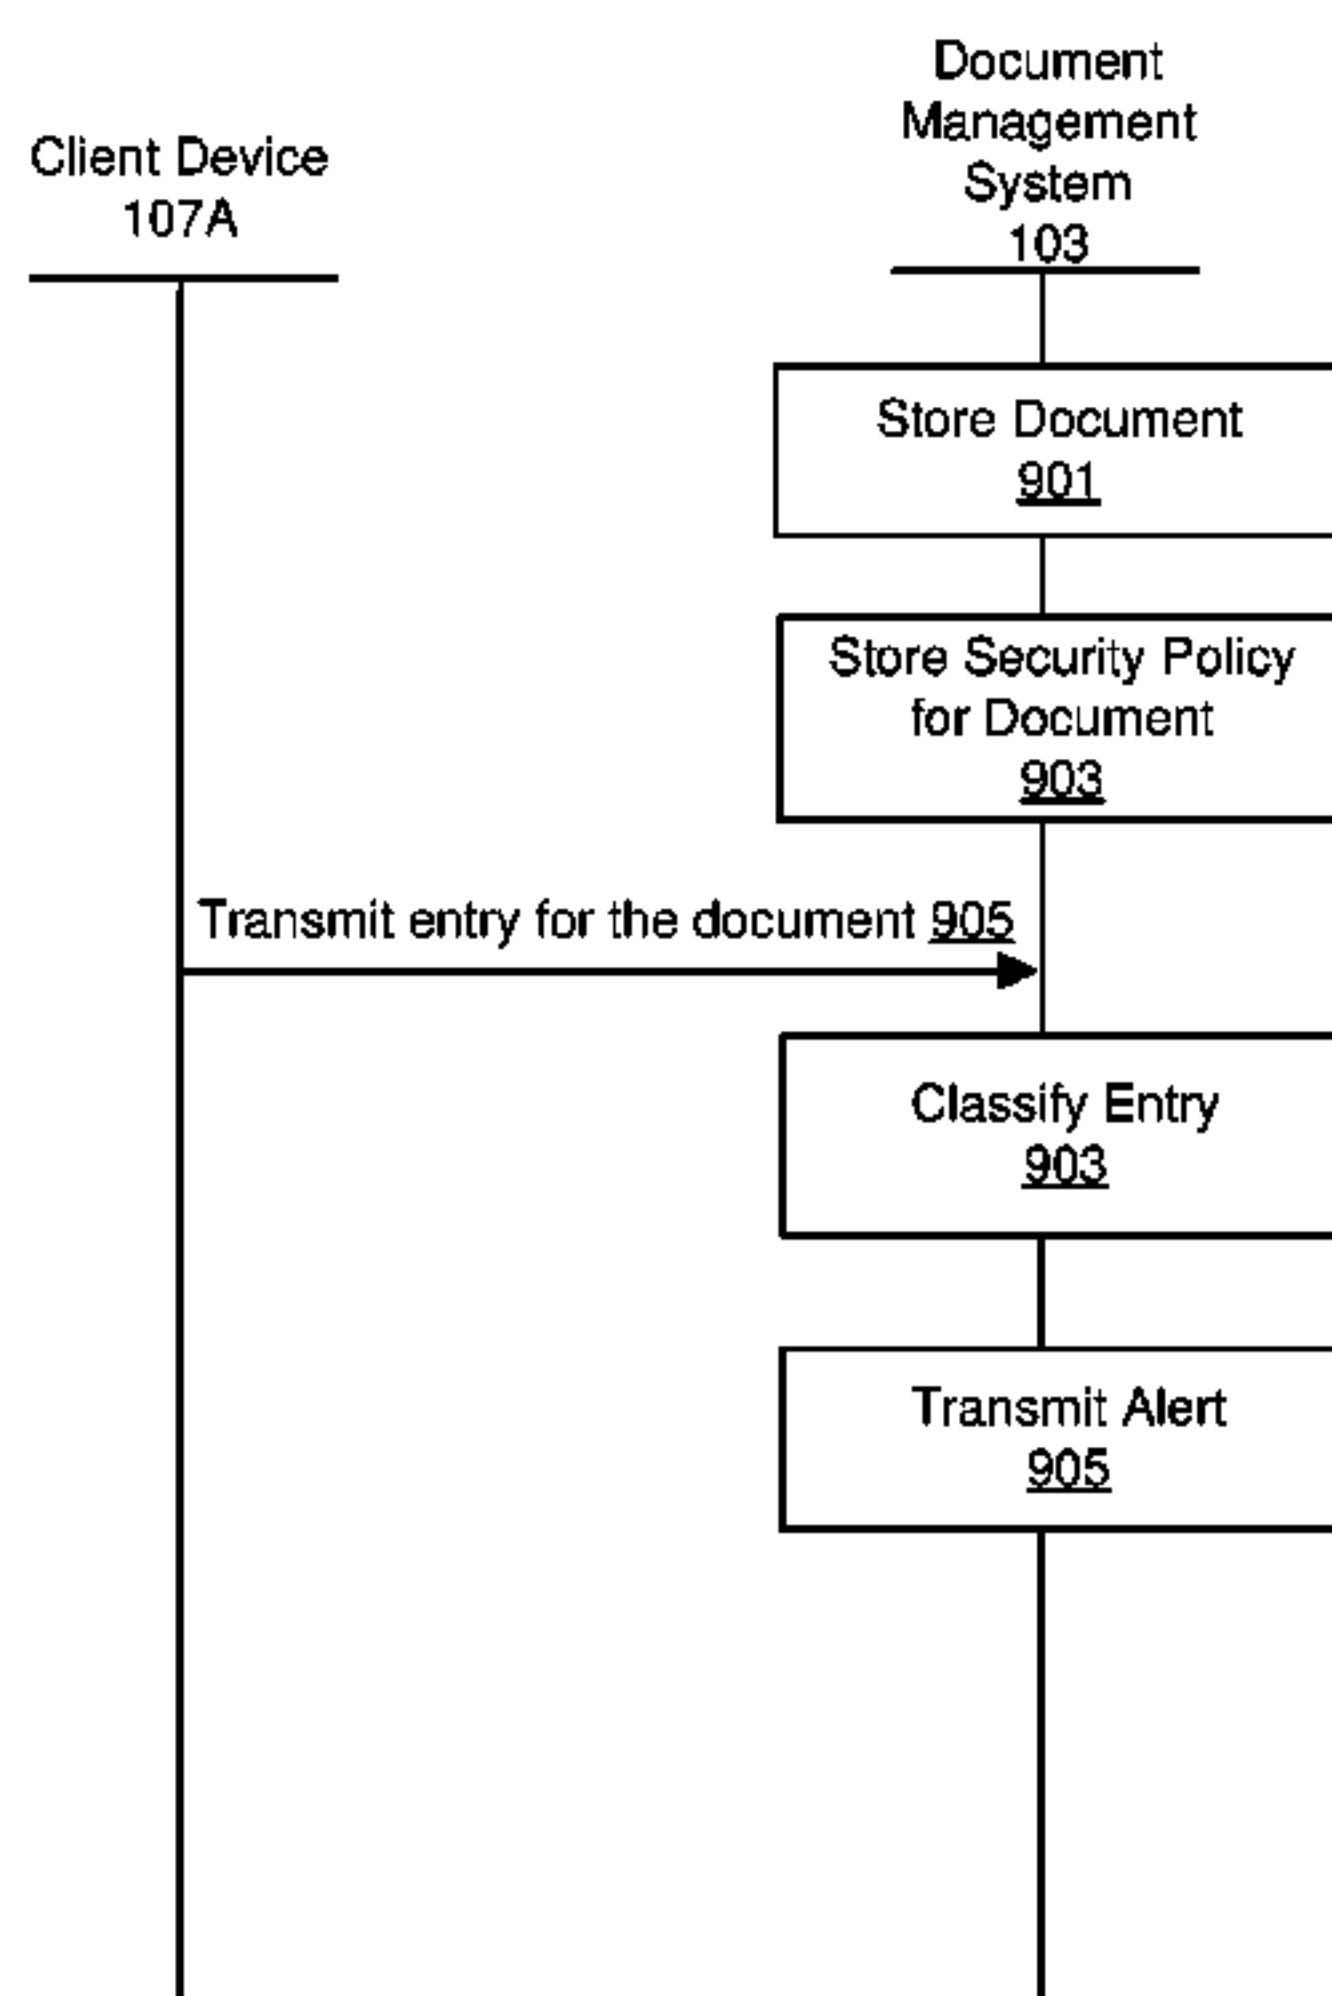 Client Device
107A
Document
Management
System
103
Store Document
901
Store Security Policy
for Document
903
Transmit entry for the document 905
Classify Entry
903
Transmit Alert
905